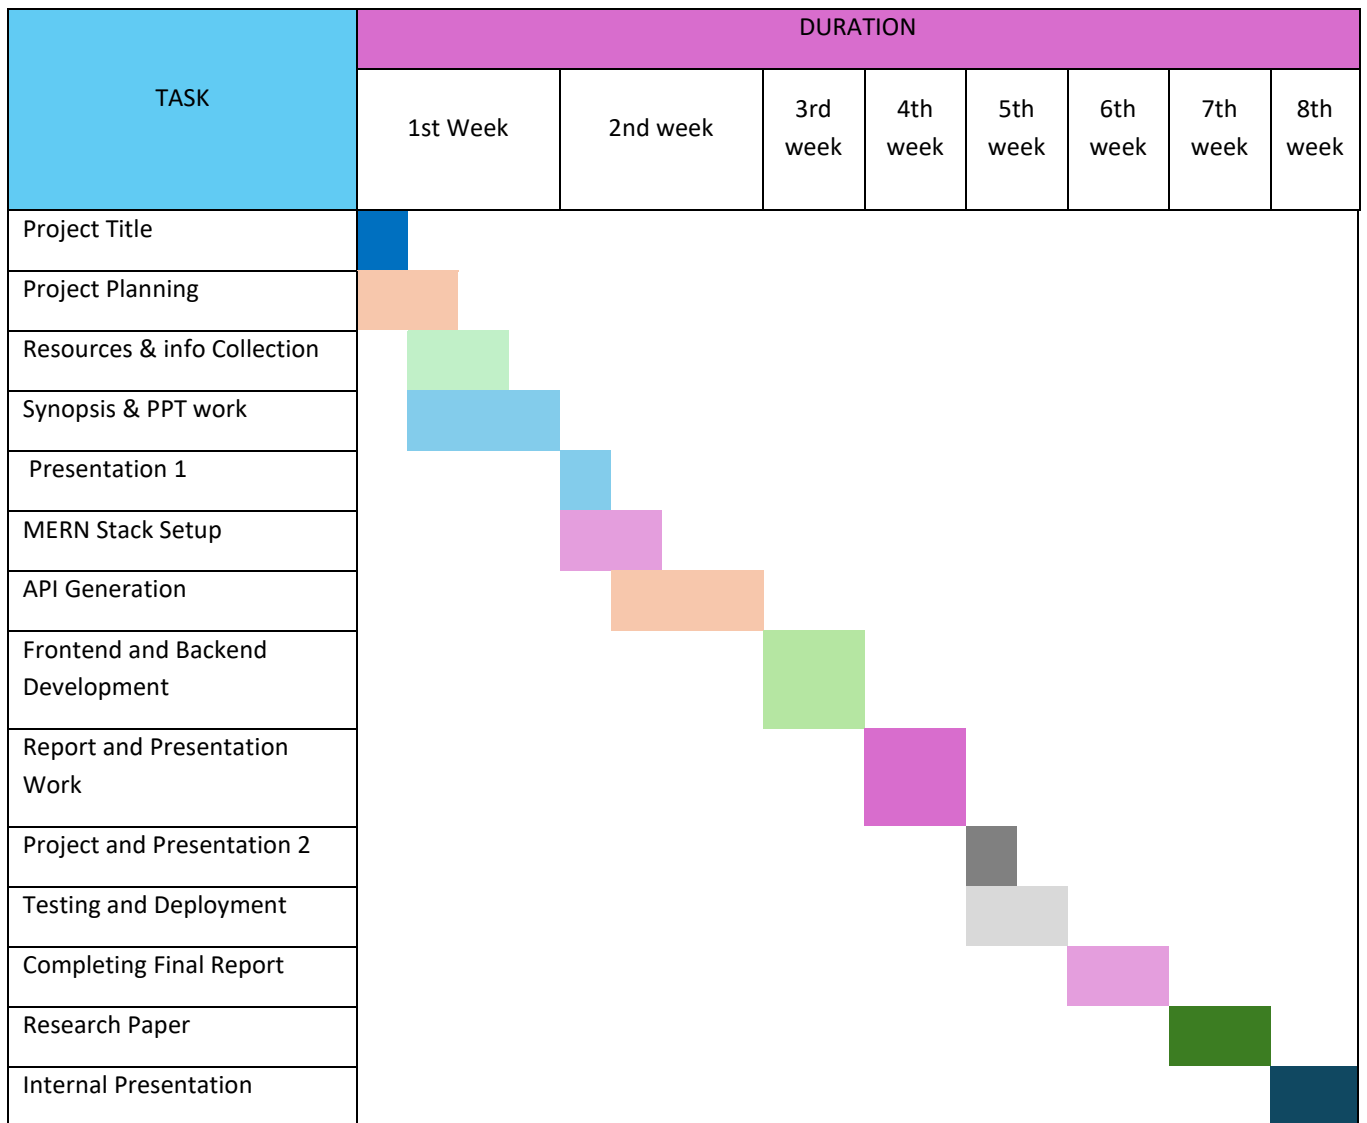 DURATION
TASK
1st Week
2nd week
3rd
week
4th
week
5th
week
6th
week
7th
week
8th
week
Project Title
Project Planning
Resources & info Collection
Synopsis & PPT work
Presentation 1
MERN Stack Setup
API Generation
Frontend and Backend
Development
Report and Presentation
Work
Project and Presentation 2
Testing and Deployment
Completing Final Report
Research Paper
Internal Presentation